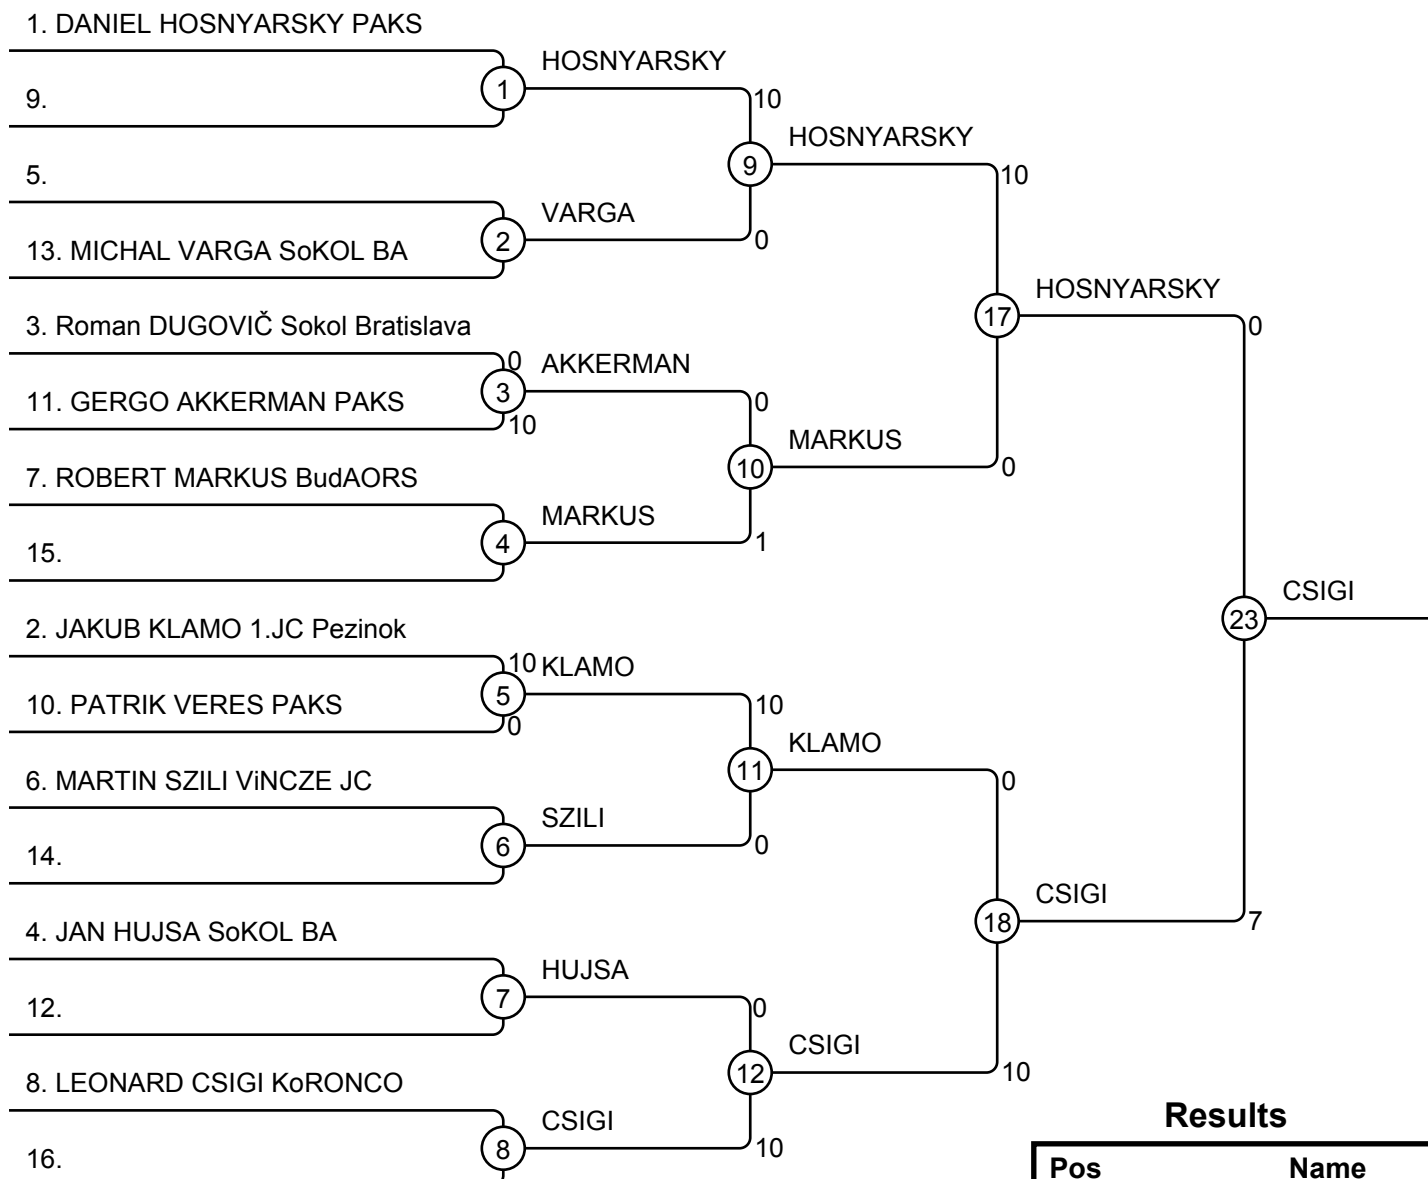 1. DANIEL HOSNYARSKY PAKS
HOSNYARSKY
1
9.
10
HOSNYARSKY
9
10
5.
VARGA
2
0
13. MICHAL VARGA SoKOL BA
HOSNYARSKY
17
0
3. Roman DUGOVIČ Sokol Bratislava
0
AKKERMAN
3
11. GERGO AKKERMAN PAKS
10
0
MARKUS
10
0
7. ROBERT MARKUS BudAORS
MARKUS
4
1
15.
CSIGI
23
2. JAKUB KLAMO 1.JC Pezinok
10
KLAMO
5
10. PATRIK VERES PAKS
0
10
KLAMO
11
0
6. MARTIN SZILI ViNCZE JC
SZILI
6
0
14.
CSIGI
18
7
4. JAN HUJSA SoKOL BA
HUJSA
7
12.
0
CSIGI
12
10
8. LEONARD CSIGI KoRONCO
CSIGI
8
10
16.
Results
Pos Name